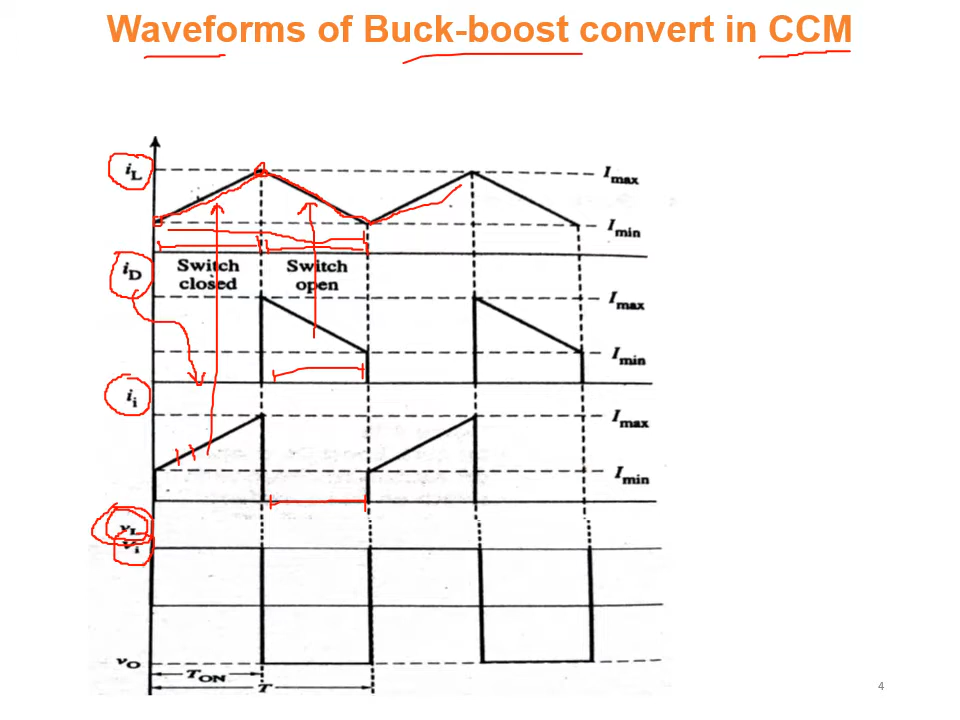 Waveforms of Buck-boost convert in CCM
iL
Imax
Imin
iD
Switch closed
Switch open
Imax
Imin
ii
Imax
Imin
vL
vi
vO
TON
T
4